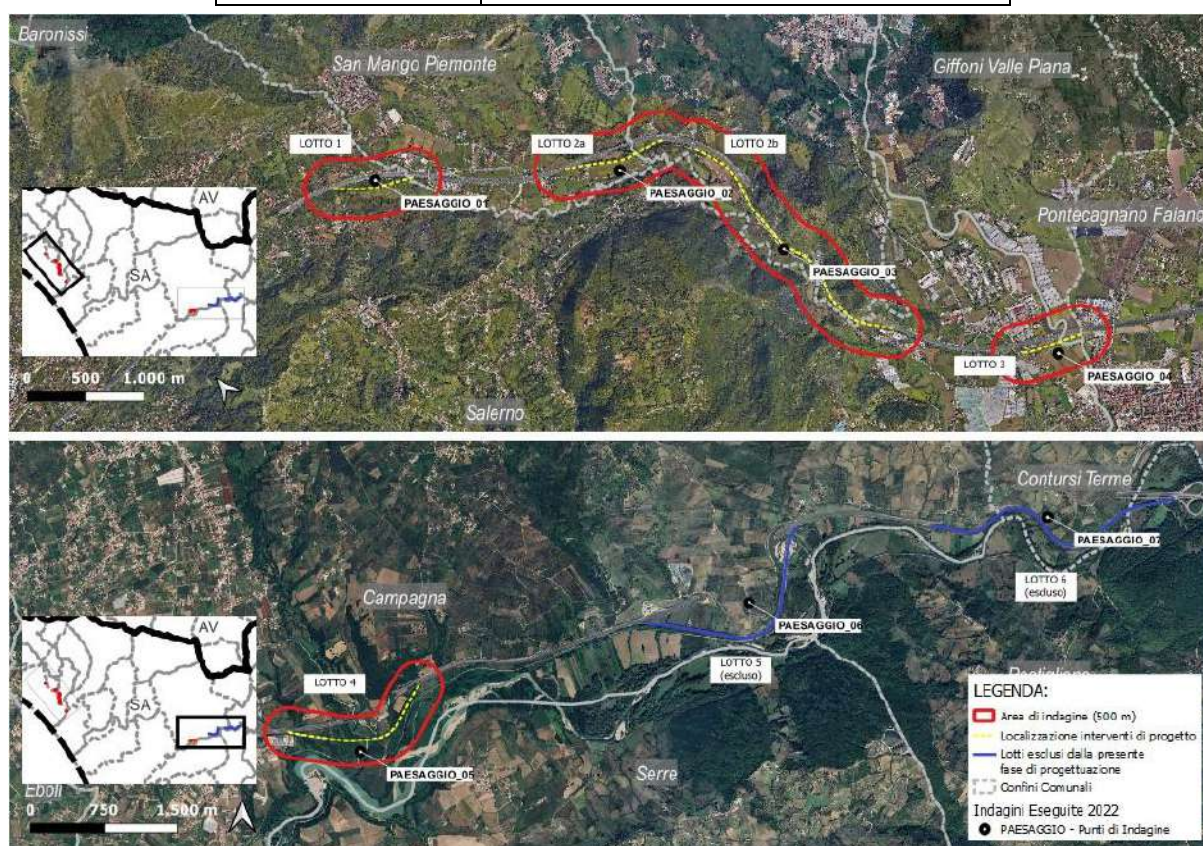 Baronissi
San Mango Piemonte
Giffoni Valle Piana
LOTTO 1
LOTTO 2a
LOTTO 2b
PAESAGGIO_01
PAESAGGIO_02
AV
Pontecagnano Faiano
SA
PAESAGGIO_03
LOTTO 3
PAESAGGIO_04
0 500 1.000 m
Salerno
Contursi Terme
PAESAGGIO_07
LOTTO 6
(escluso)
Campagna
PAESAGGIO_06
AV
LOTTO 5
(escluso)
LOTTO 4
SA
PAESAGGIO_05
Serre
Eboli
0 750 1.500 m
LEGENDA:
Area di indagine (500 m)
Localizzazione interventi di progetto
Lotti esclusi dalla presente
fase di progettuazione
Confini Comunali
Indagini Eseguite 2022
PAESAGGIO - Punti di Indagine